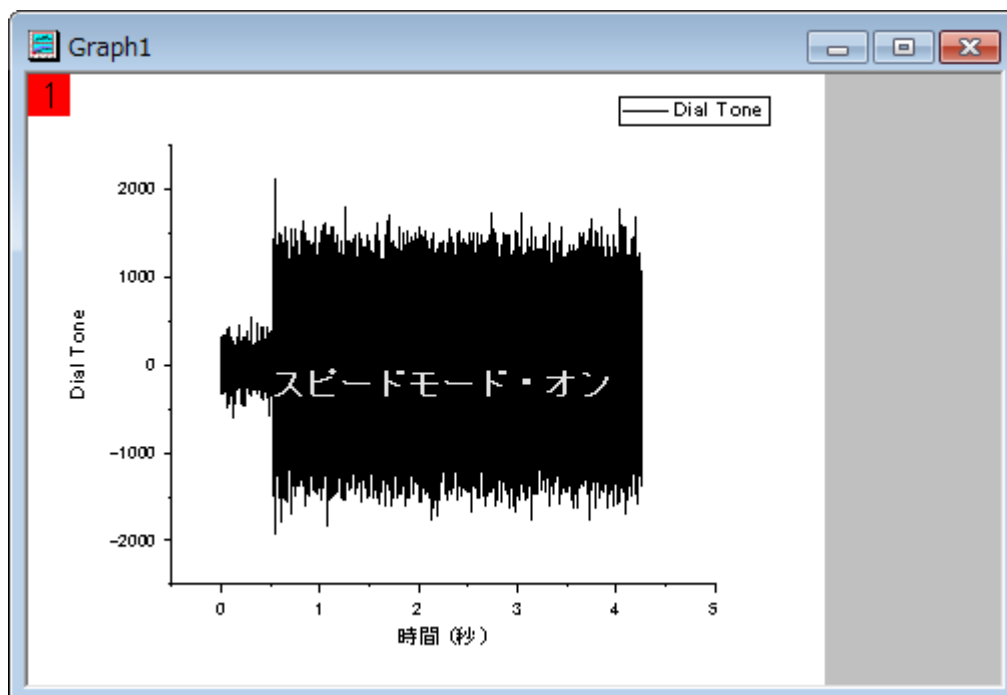 Graph1
1
Dial Tone
2000
1000
0
-1000
-2000
Dial Tone
スピードモード・オン
0 1 2 3 4 5
時間 (秒)